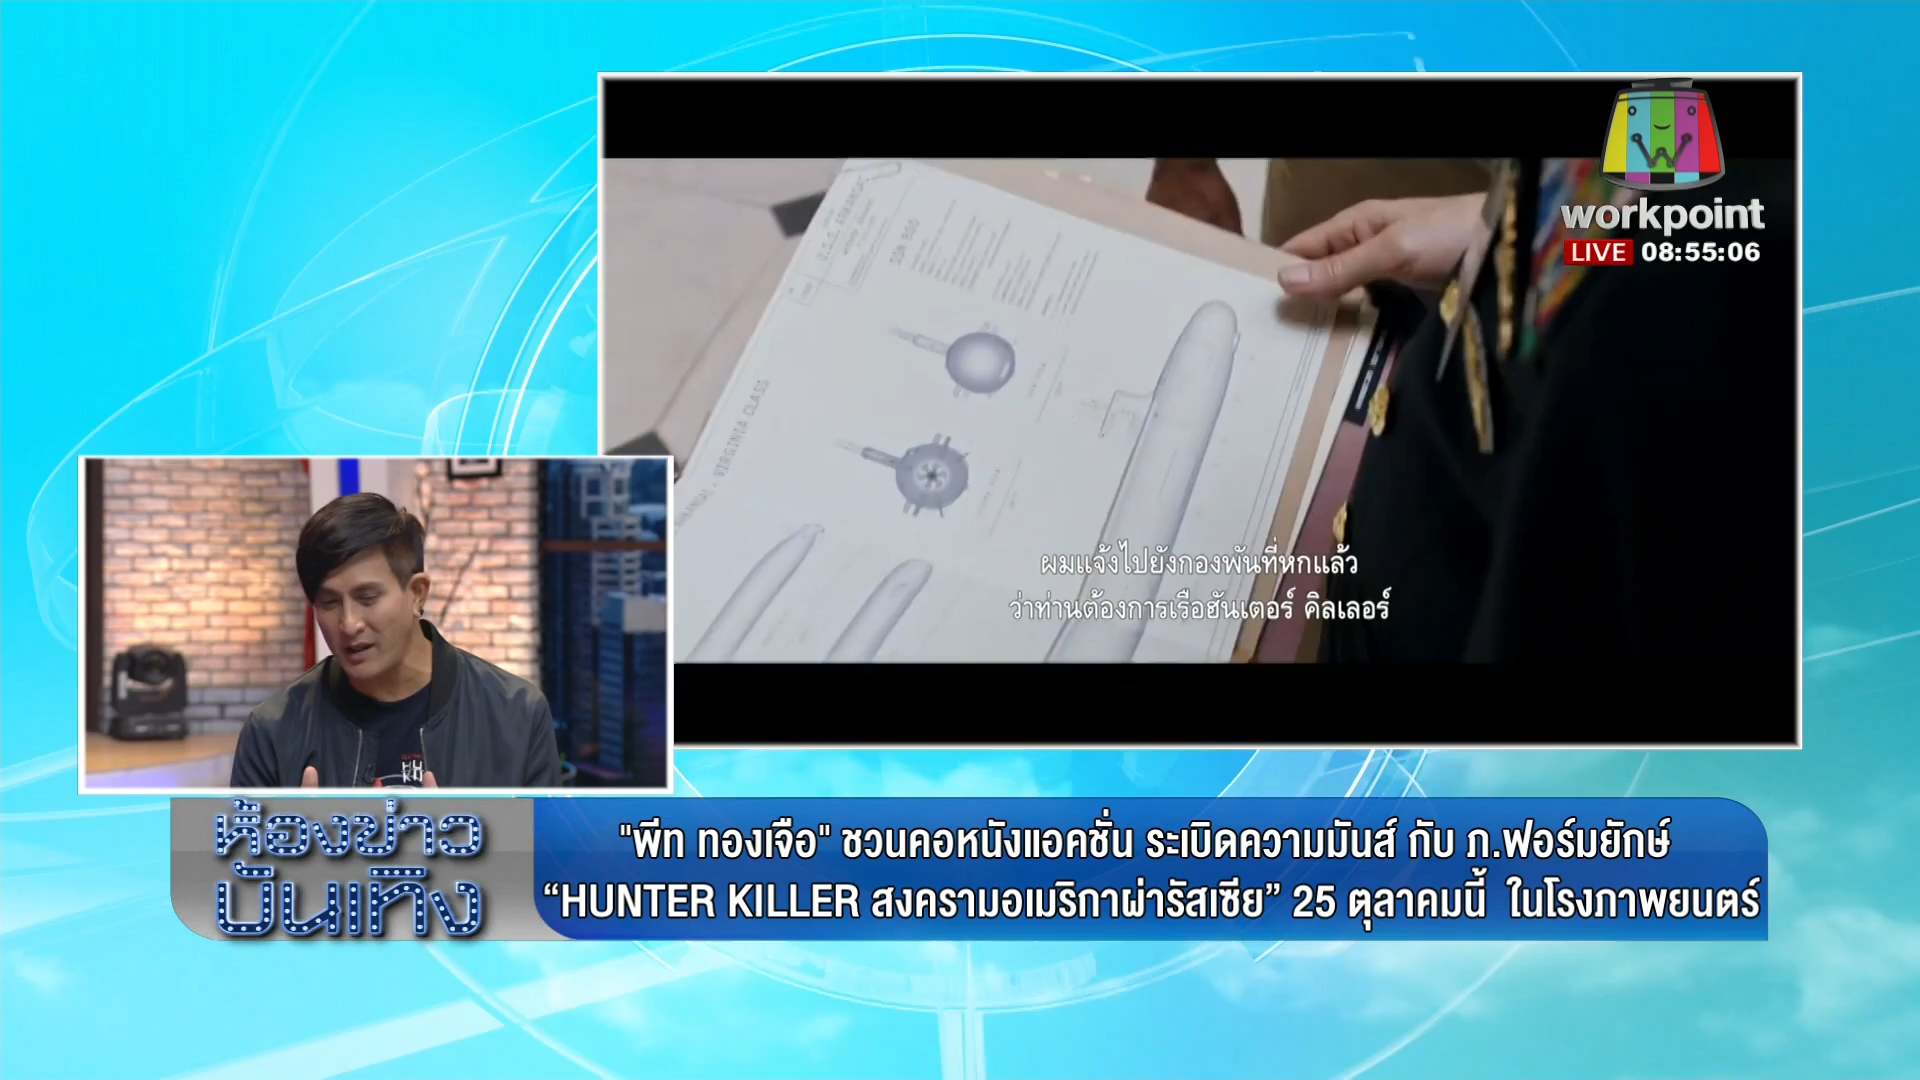 workpoint
LIVE 08:55:06
U.S.S. ARKANSAS
SSN 800
VIRGINIA CLASS
ผมแจ้งไปยังกองพันที่หกแล้ว
ว่าท่านต้องการเรือฮันเตอร์ คิลเลอร์
ห้องข่าว
บันเทิง
"พีท ทองเจือ" ชวนคอหนังแอคชั่น ระเบิดความมันส์ กับ ภ.ฟอร์มยักษ์
“HUNTER KILLER สงครามอเมริกาผ่ารัสเซีย” 25 ตุลาคมนี้ ในโรงภาพยนตร์